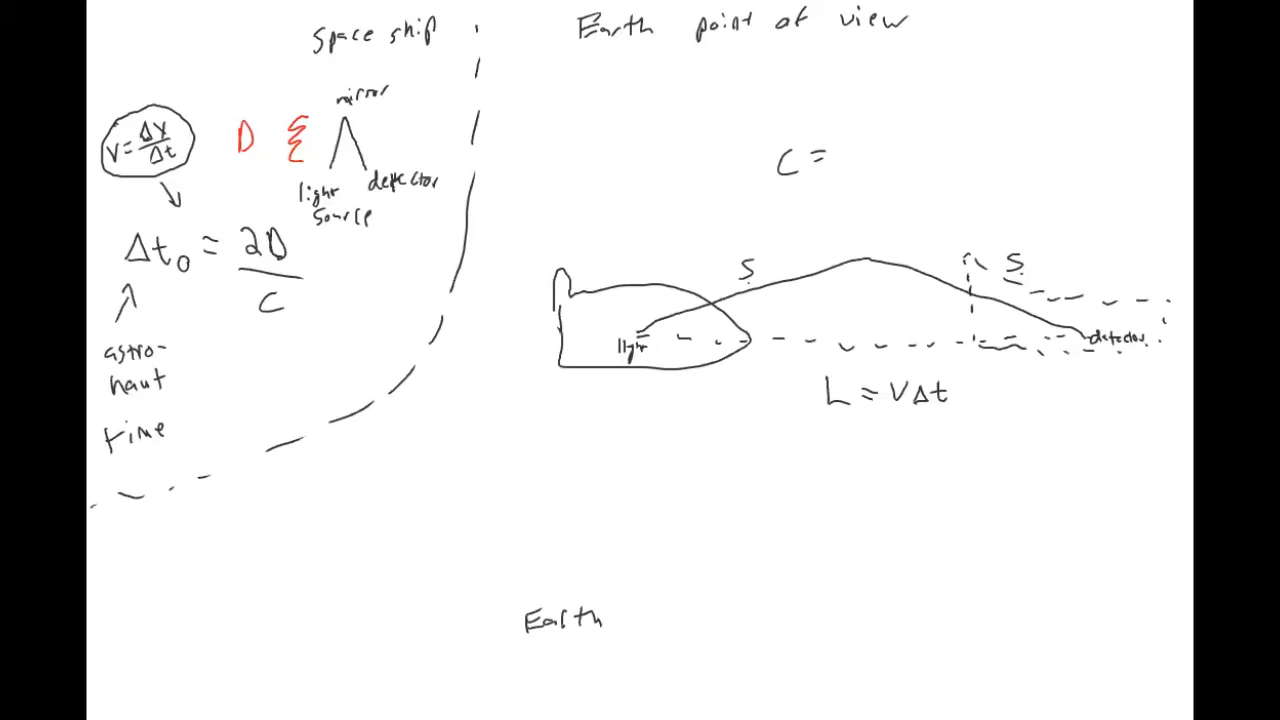 Space ship
Earth point of view
mirror
V = ΔX / Δt
D
light source
detector
C =
Δt₀ = 2D / C
astro-
naut
time
S
S
light
detector
L = VΔt
Earth